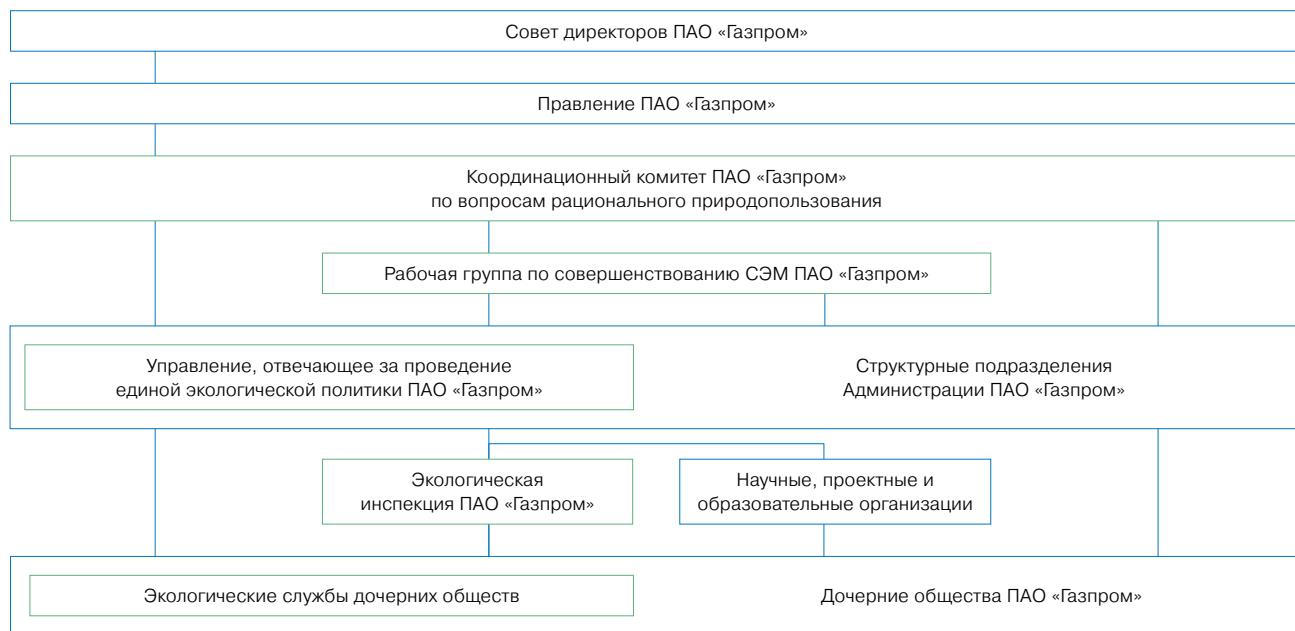 Совет директоров ПАО «Газпром»
Правление ПАО «Газпром»
Координационный комитет ПАО «Газпром»
по вопросам рационального природопользования
Рабочая группа по совершенствованию СЭМ ПАО «Газпром»
Управление, отвечающее за проведение
единой экологической политики ПАО «Газпром»
Структурные подразделения
Администрации ПАО «Газпром»
Экологическая
инспекция ПАО «Газпром»
Научные, проектные и
образовательные организации
Экологические службы дочерних обществ
Дочерние общества ПАО «Газпром»